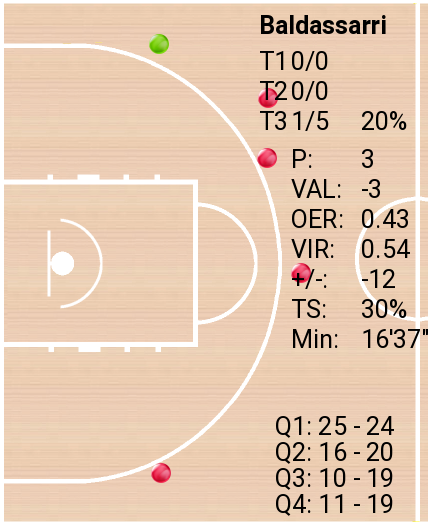 Baldassarri
T1 0/0
T2 0/0
T3 1/5 20%
P: 3
VAL: -3
OER: 0.43
VIR: 0.54
+/-: -12
TS: 30%
Min: 16'37"
Q1: 25 - 24
Q2: 16 - 20
Q3: 10 - 19
Q4: 11 - 19